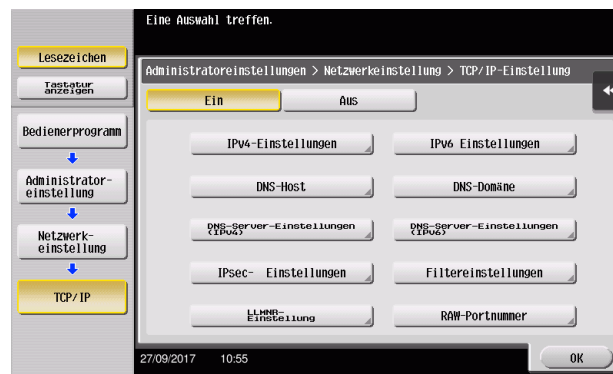 Eine Auswahl treffen.
Lesezeichen
Tastatur
anzeigen
Bedienerprogramm
Administrator-
einstellung
Netzwerk-
einstellung
TCP/IP
Administratoreinstellungen > Netzwerkeinstellung > TCP/IP-Einstellung
Ein Aus
IPv4-Einstellungen IPv6 Einstellungen
DNS-Host DNS-Domäne
DNS-Server-Einstellungen
(IPv4)
DNS-Server-Einstellungen
(IPv6)
IPsec- Einstellungen Filtereinstellungen
LLMNR-
Einstellung
RAW-Portnummer
27/09/2017 10:55 OK